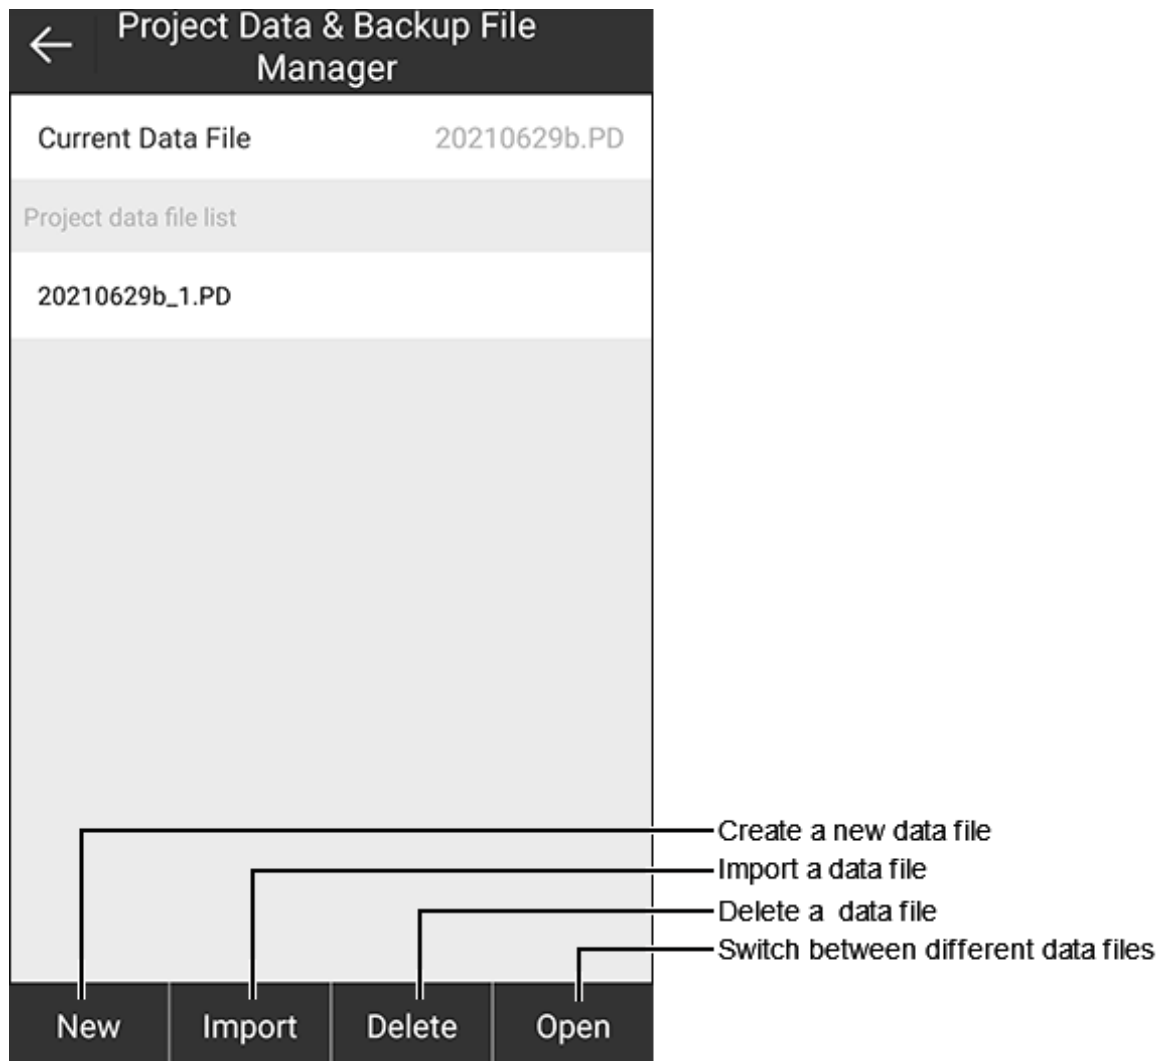 Project Data & Backup File
Manager
Current Data File 20210629b.PD
Project data file list
20210629b_1.PD
Create a new data file
Import a data file
Delete a data file
Switch between different data files
New Import Delete Open